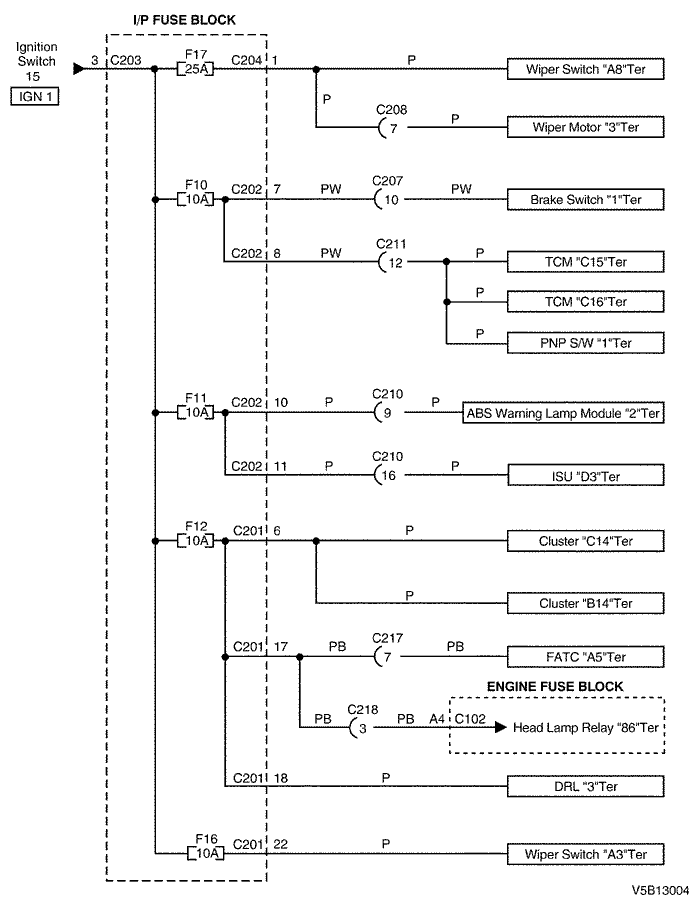 I/P FUSE BLOCK
Ignition
Switch
15
IGN 1
3 C203 F17 25A C204 1 P Wiper Switch "A8"Ter
P C208 7 P Wiper Motor "3"Ter
F10 10A C202 7 PW C207 10 PW Brake Switch "1"Ter
C202 8 PW C211 12 P TCM "C15"Ter
P TCM "C16"Ter
P PNP S/W "1"Ter
F11 10A C202 10 P C210 9 P ABS Warning Lamp Module "2"Ter
C202 11 P C210 16 P ISU "D3"Ter
F12 10A C201 6 P Cluster "C14"Ter
P Cluster "B14"Ter
C201 17 PB C217 7 PB FATC "A5"Ter
ENGINE FUSE BLOCK
PB C218 3 PB A4 C102 Head Lamp Relay "86"Ter
C201 18 P DRL "3"Ter
F16 10A C201 22 P Wiper Switch "A3"Ter
V5B13004